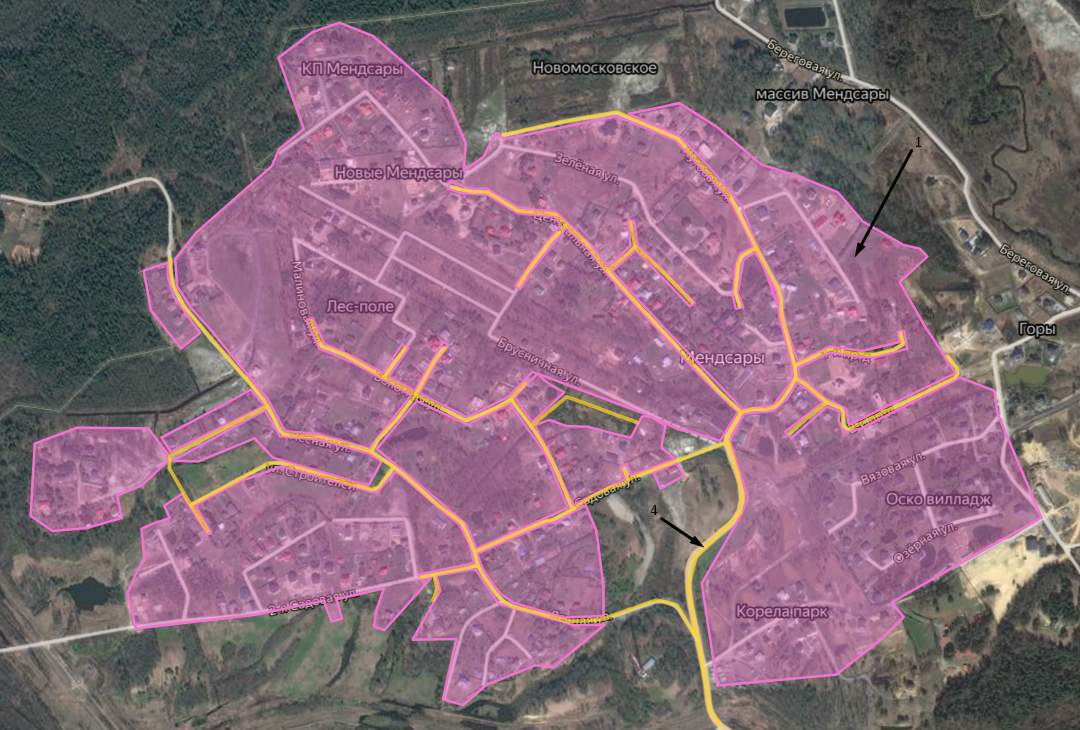 Береговая ул.
КП Мендсары
Новомосковское
массив Мендсары
1
Зелёная ул.
Новые Мендсары
Береговая ул.
Малиновая ул.
Лес-поле
Горы
Брусничная ул.
Мендсары
Лесная ул.
Вязовая ул.
Оско вилладж
Садовая ул.
4
Озерная ул.
2-я Садовая ул.
Корела парк